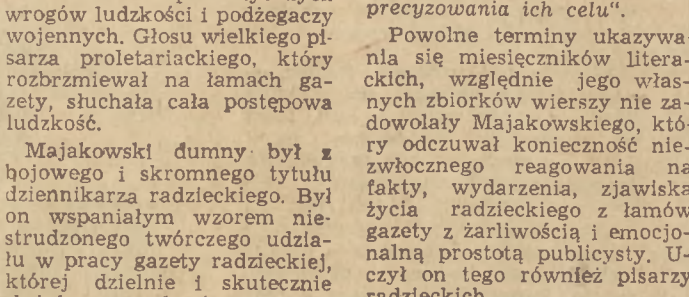 wrogów ludzkości i podżegaczy
wojennych. Głosu wielkiego pi-
sarza proletariackiego, który
rozbrzmiewał na łamach ga-
zety, słuchała cała postępowa
ludzkość.
Majakowski dumny był z
bojowego i skromnego tytułu
dziennikarza radzieckiego. Był
on wspaniałym wzorem nie-
strudzonego twórczego udzia-
łu w pracy gazety radzieckiej,
której dzielnie i skutecznie
precyzowania ich celu“.
Powolne terminy ukazywa-
nia się miesięczników litera-
ckich, względnie jego włas-
nych zbiorków wierszy nie za-
dowolały Majakowskiego, któ-
ry odczuwał konieczność nie-
zwłocznego reagowania na
fakty, wydarzenia, zjawiska
życia radzieckiego z łamów
gazety z żarliwością i emocjo-
nalną prostotą publicysty. U-
czył on tego również pisarzy
radzieckich